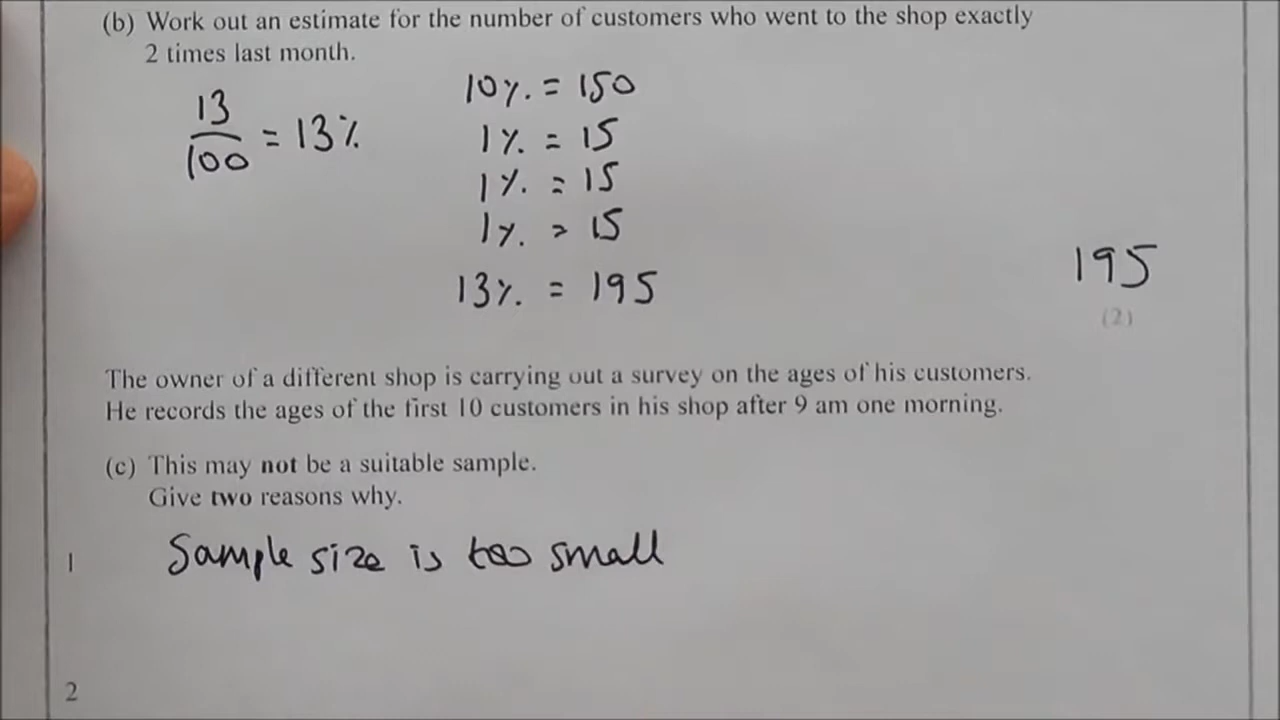 (b) Work out an estimate for the number of customers who went to the shop exactly
2 times last month.
13
100
= 13%
10% = 150
1% = 15
1% = 15
1% = 15
13% = 195
195
(2)
The owner of a different shop is carrying out a survey on the ages of his customers.
He records the ages of the first 10 customers in his shop after 9 am one morning.
(c) This may not be a suitable sample.
Give two reasons why.
1 Sample size is too small
2